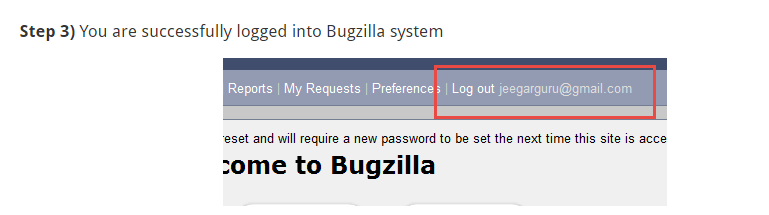 Step 3) You are successfully logged into Bugzilla system
Reports | My Requests | Preferences | Log out jeegarguru@gmail.com
reset and will require a new password to be set the next time this site is acce
come to Bugzilla